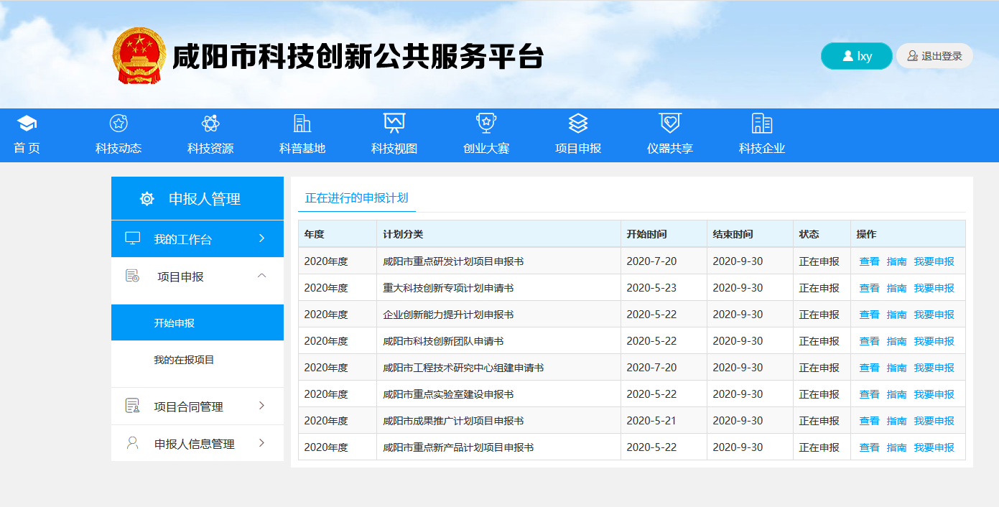 咸阳市科技创新公共服务平台
lxy 退出登录
首 页 科技动态 科技资源 科普基地 科技视图 创业大赛 项目申报 仪器共享 科技企业
申报人管理
我的工作台
项目申报
开始申报
我的在报项目
项目合同管理
申报人信息管理
正在进行的申报计划
年度 计划分类 开始时间 结束时间 状态 操作
2020年度 咸阳市重点研发计划项目申报书 2020-7-20 2020-9-30 正在申报 查看 指南 我要申报
2020年度 重大科技创新专项计划申请书 2020-5-23 2020-9-30 正在申报 查看 指南 我要申报
2020年度 企业创新能力提升计划申报书 2020-5-22 2020-9-30 正在申报 查看 指南 我要申报
2020年度 咸阳市科技创新团队申请书 2020-5-22 2020-9-30 正在申报 查看 指南 我要申报
2020年度 咸阳市工程技术研究中心组建申请书 2020-7-20 2020-9-30 正在申报 查看 指南 我要申报
2020年度 咸阳市重点实验室建设申报书 2020-5-22 2020-9-30 正在申报 查看 指南 我要申报
2020年度 咸阳市成果推广计划项目申报书 2020-5-21 2020-9-30 正在申报 查看 指南 我要申报
2020年度 咸阳市重点新产品计划项目申报书 2020-5-22 2020-9-30 正在申报 查看 指南 我要申报